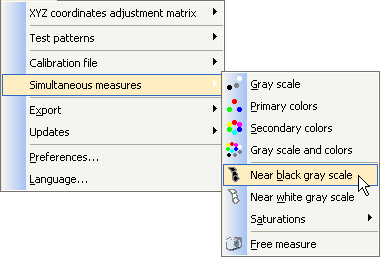 XYZ coordinates adjustment matrix
Test patterns
Calibration file
Simultaneous measures
Export
Updates
Preferences...
Language...
Gray scale
Primary colors
Secondary colors
Gray scale and colors
Near black gray scale
Near white gray scale
Saturations
Free measure